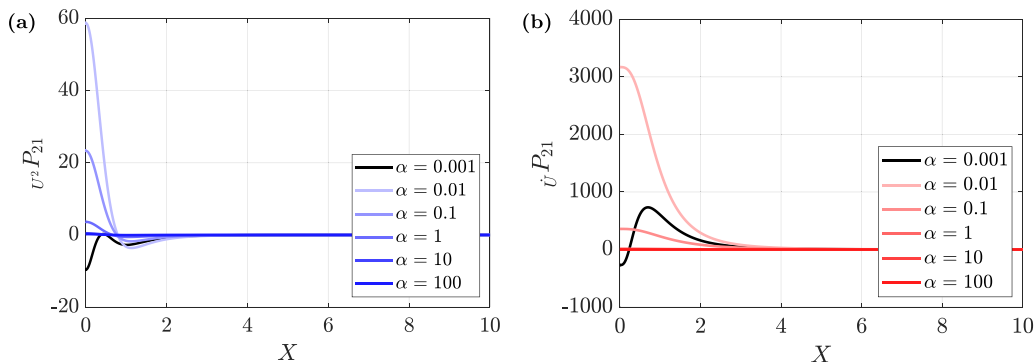 (a)
60
40
20
0
-20
0
2
4
6
8
10
X
U² P₂₁
α = 0.001
α = 0.01
α = 0.1
α = 1
α = 10
α = 100
(b)
4000
3000
2000
1000
0
-1000
0
2
4
6
8
10
X
U̇ P₂₁
α = 0.001
α = 0.01
α = 0.1
α = 1
α = 10
α = 100